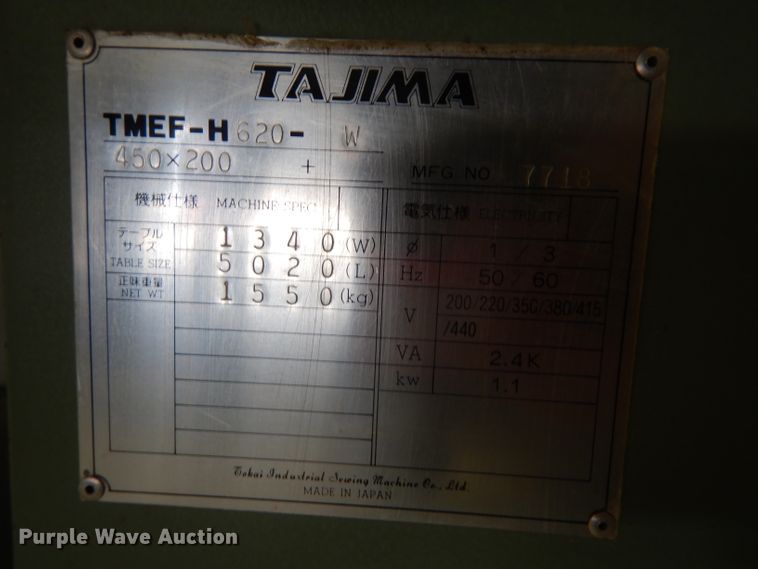 TAJIMA
TMEF-H620- W
450×200 +
MFG NO 7718
機械仕様 MACHINE SPEC
テーブル
サイズ
TABLE SIZE
1340(W)
5020(L)
正味重量
NET WT
1550(kg)
電気仕様 ELECTRICITY
ø 1 / 3
Hz 50 / 60
V 200/220/350/380/415
/440
VA 2.4K
kw 1.1
Tokai Industrial Sewing Machine Co., Ltd.
MADE IN JAPAN
Purple Wave Auction